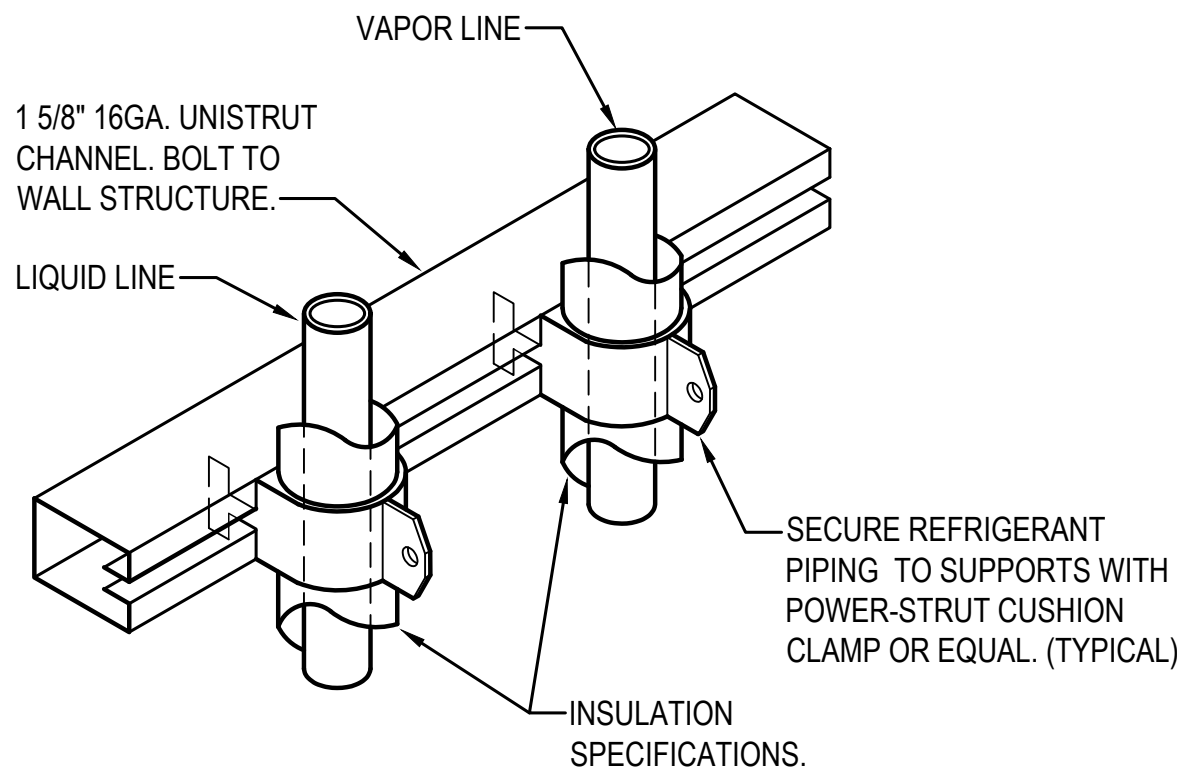 VAPOR LINE
1 5/8" 16GA. UNISTRUT
CHANNEL. BOLT TO
WALL STRUCTURE.
LIQUID LINE
SECURE REFRIGERANT
PIPING TO SUPPORTS WITH
POWER-STRUT CUSHION
CLAMP OR EQUAL. (TYPICAL)
INSULATION
SPECIFICATIONS.